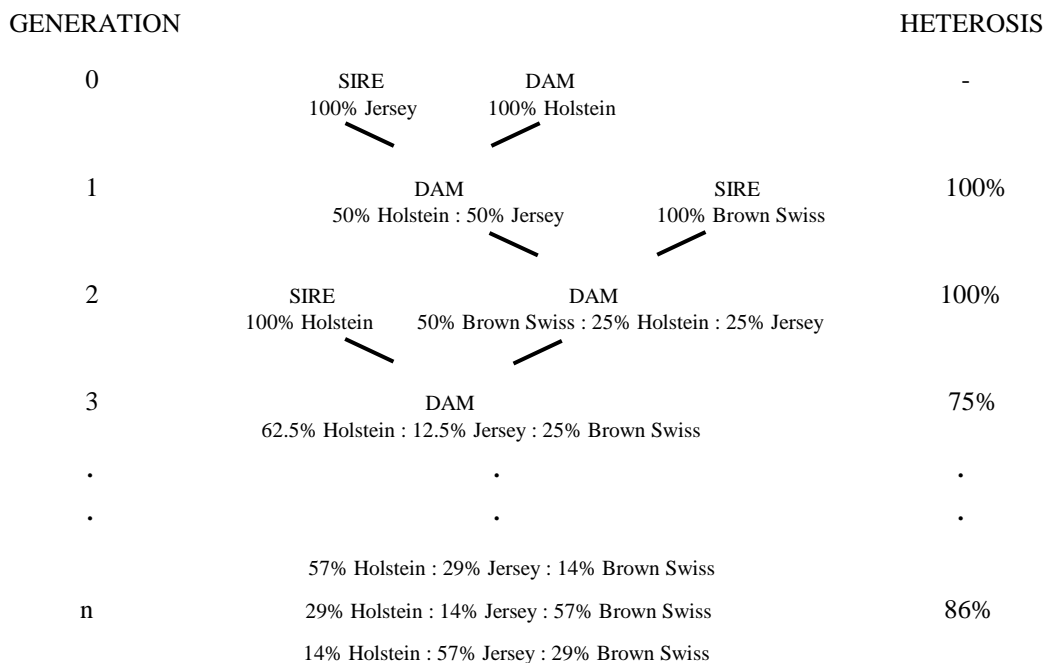 GENERATION HETEROSIS
0 SIRE DAM -
100% Jersey 100% Holstein
1 DAM SIRE 100%
50% Holstein : 50% Jersey 100% Brown Swiss
2 SIRE DAM 100%
100% Holstein 50% Brown Swiss : 25% Holstein : 25% Jersey
3 DAM 75%
62.5% Holstein : 12.5% Jersey : 25% Brown Swiss
. . .
. . .
57% Holstein : 29% Jersey : 14% Brown Swiss
n 29% Holstein : 14% Jersey : 57% Brown Swiss 86%
14% Holstein : 57% Jersey : 29% Brown Swiss